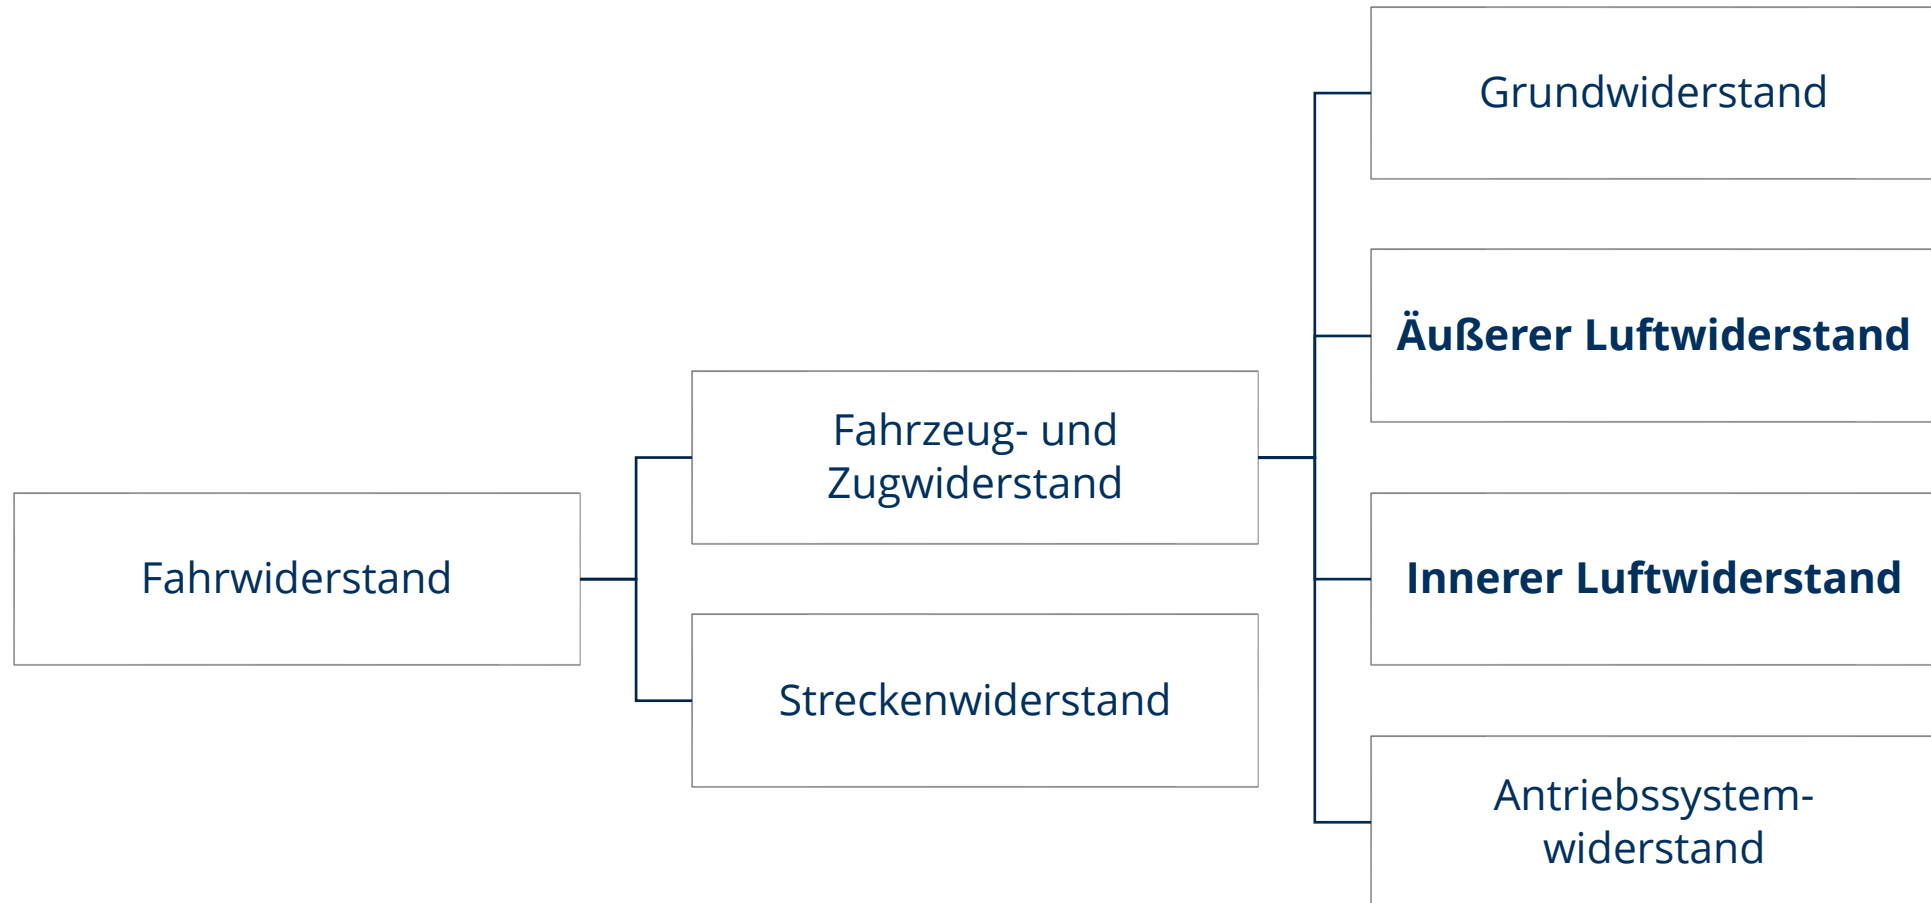 Grundwiderstand
Äußerer Luftwiderstand
Fahrzeug- und
Zugwiderstand
Fahrwiderstand
Innerer Luftwiderstand
Streckenwiderstand
Antriebssystem-
widerstand